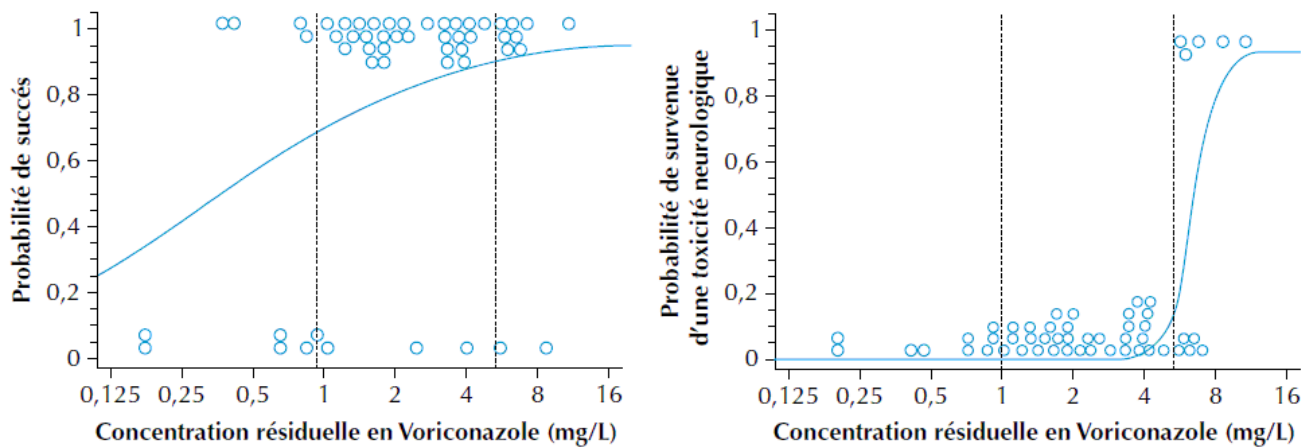 Probabilité de succés
1
0,8
0,6
0,4
0,2
0
0,125 0,25 0,5 1 2 4 8 16
Concentration résiduelle en Voriconazole (mg/L)
Probabilité de survenue
d'une toxicité neurologique
1
0,8
0,6
0,4
0,2
0
0,125 0,25 0,5 1 2 4 8 16
Concentration résiduelle en Voriconazole (mg/L)